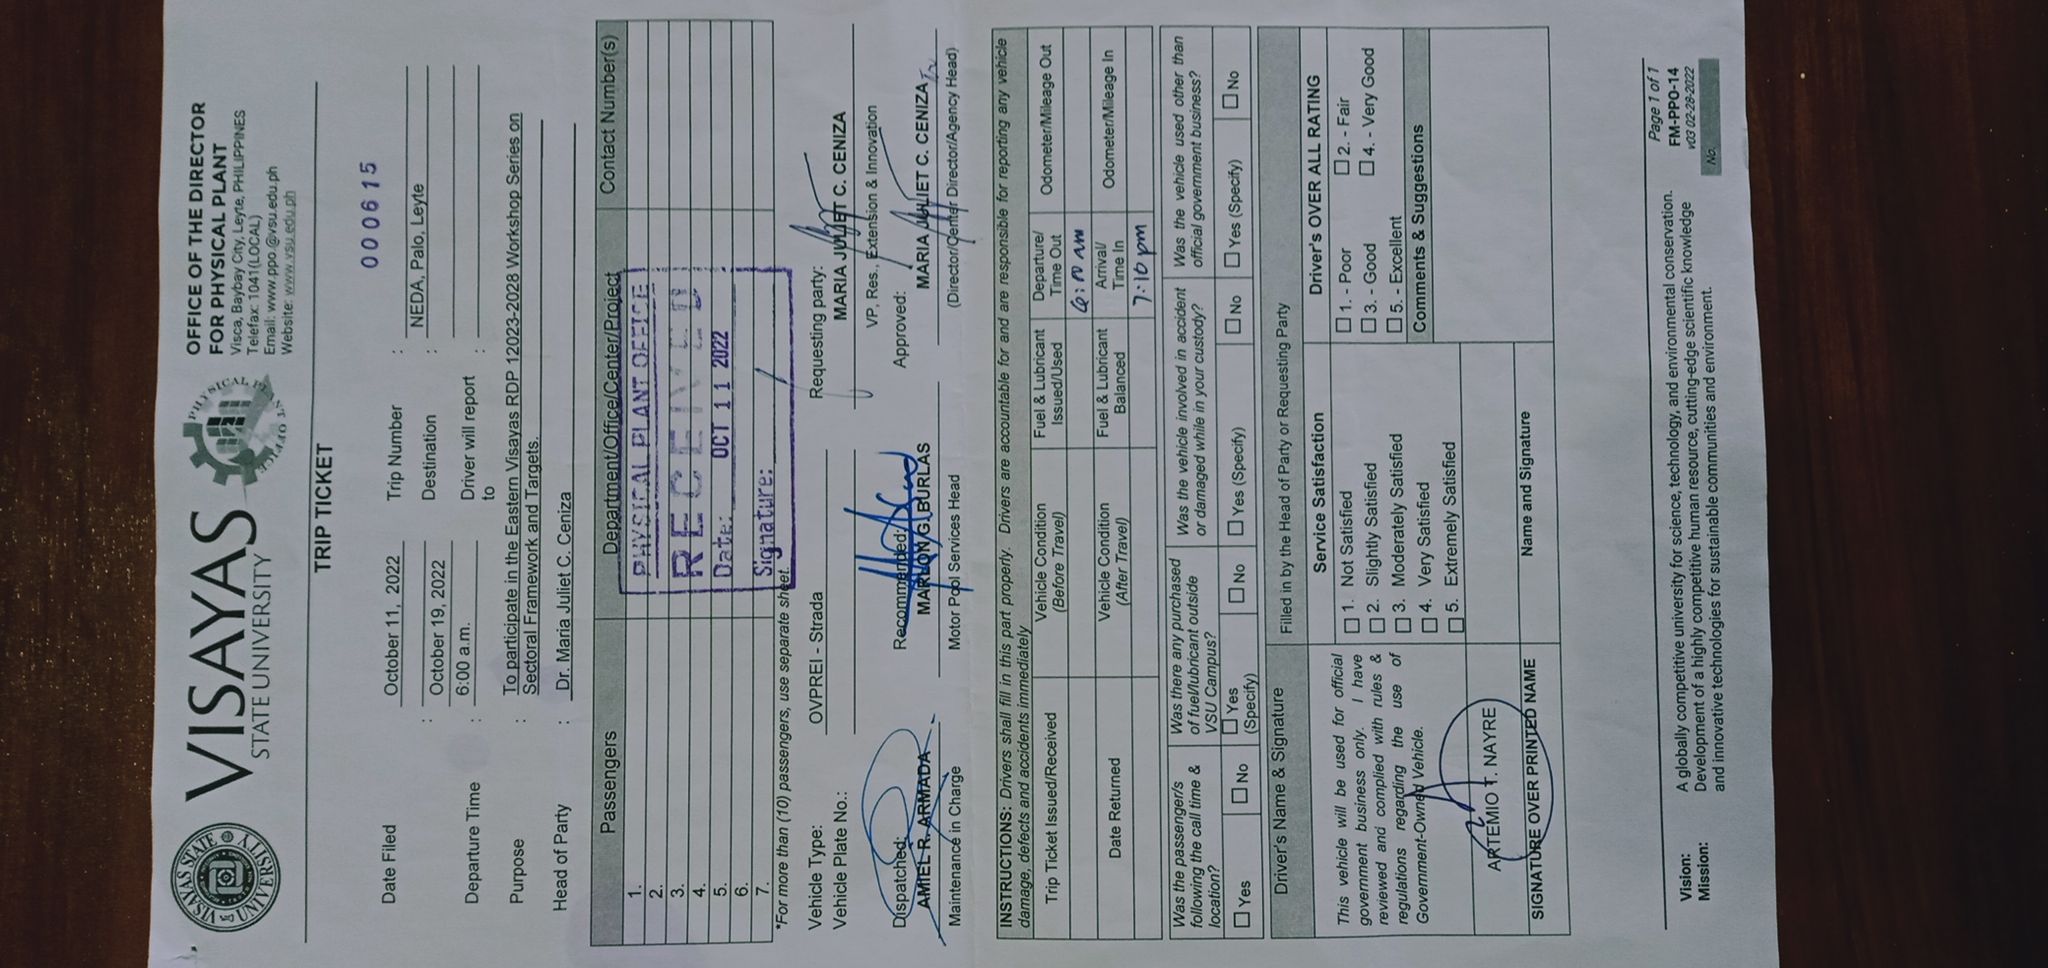 VISAYAS
STATE UNIVERSITY
OFFICE OF THE DIRECTOR
FOR PHYSICAL PLANT
Visca, Baybay City, Leyte, PHILIPPINES
Telefax: 1041(LOCAL)
Email: www.ppo.@vsu.edu.ph
Website: www.vsu.edu.ph
VISAYAS STATE UNIVERSITY
TRIP TICKET
000615
Date Filed October 11, 2022 Trip Number :
: October 19, 2022 Destination : NEDA, Palo, Leyte
Departure Time : 6:00 a.m. Driver will report to :
Purpose : To participate in the Eastern Visayas RDP 12023-2028 Workshop Series on
Sectoral Framework and Targets.
Head of Party : Dr. Maria Juliet C. Ceniza
Passengers Department/Office/Center/Project Contact Number(s)
1.
2.
3.
4.
5.
6.
7.
PHYSICAL PLANT OFFICE
RECEIVED
Date: OCT 11 2022
Signature:
*For more than (10) passengers, use separate sheet.
Vehicle Type: OVPREI - Strada
Vehicle Plate No.:
Requesting party:
MARIA JULIET C. CENIZA
VP, Res., Extension & Innovation
Dispatched: Recommended: Approved:
AMIEL R. ARMADA MARLON G. BURLAS MARIA JULIET C. CENIZA
Maintenance in Charge Motor Pool Services Head (Director/Center Director/Agency Head)
INSTRUCTIONS: Drivers shall fill in this part properly. Drivers are accountable for and are responsible for reporting any vehicle
damage, defects and accidents immediately
Trip Ticket Issued/Received Vehicle Condition (Before Travel) Fuel & Lubricant Issued/Used Departure/ Time Out Odometer/Mileage Out
6:00 am
Date Returned Vehicle Condition (After Travel) Fuel & Lubricant Balanced Arrival/ Time In Odometer/Mileage In
7:10 pm
Was the passenger/s following the call time & location?
Yes No
Was there any purchased of fuel/lubricant outside VSU Campus?
Yes (Specify) No
Was the vehicle involved in accident or damaged while in your custody?
Yes (Specify) No
Was the vehicle used other than official government business?
Yes (Specify) No
Driver's Name & Signature
Filled in by the Head of Party or Requesting Party
This vehicle will be used for official
government business only. I have
reviewed and complied with rules &
regulations regarding the use of
Government-Owned Vehicle.
ARTEMIO T. NAYRE
SIGNATURE OVER PRINTED NAME
Service Satisfaction
1. Not Satisfied
2. Slightly Satisfied
3. Moderately Satisfied
4. Very Satisfied
5. Extremely Satisfied
Driver's OVER ALL RATING
1. - Poor 2. - Fair
3. - Good 4. - Very Good
5. - Excellent
Comments & Suggestions
Name and Signature
Vision: A globally competitive university for science, technology, and environmental conservation.
Mission: Development of a highly competitive human resource, cutting-edge scientific knowledge
and innovative technologies for sustainable communities and environment.
Page 1 of 1
FM-PPO-14
v03 02-28-2022
No.